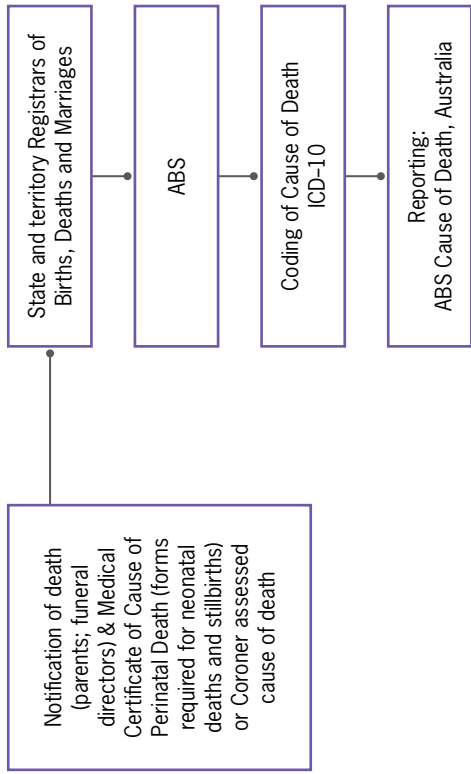 Notification of death
(parents; funeral
directors) & Medical
Certificate of Cause of
Perinatal Death (forms
required for neonatal
deaths and stillbirths)
or Coroner assessed
cause of death
State and territory Registrars of
Births, Deaths and Marriages
ABS
Coding of Cause of Death
ICD–10
Reporting:
ABS Cause of Death, Australia